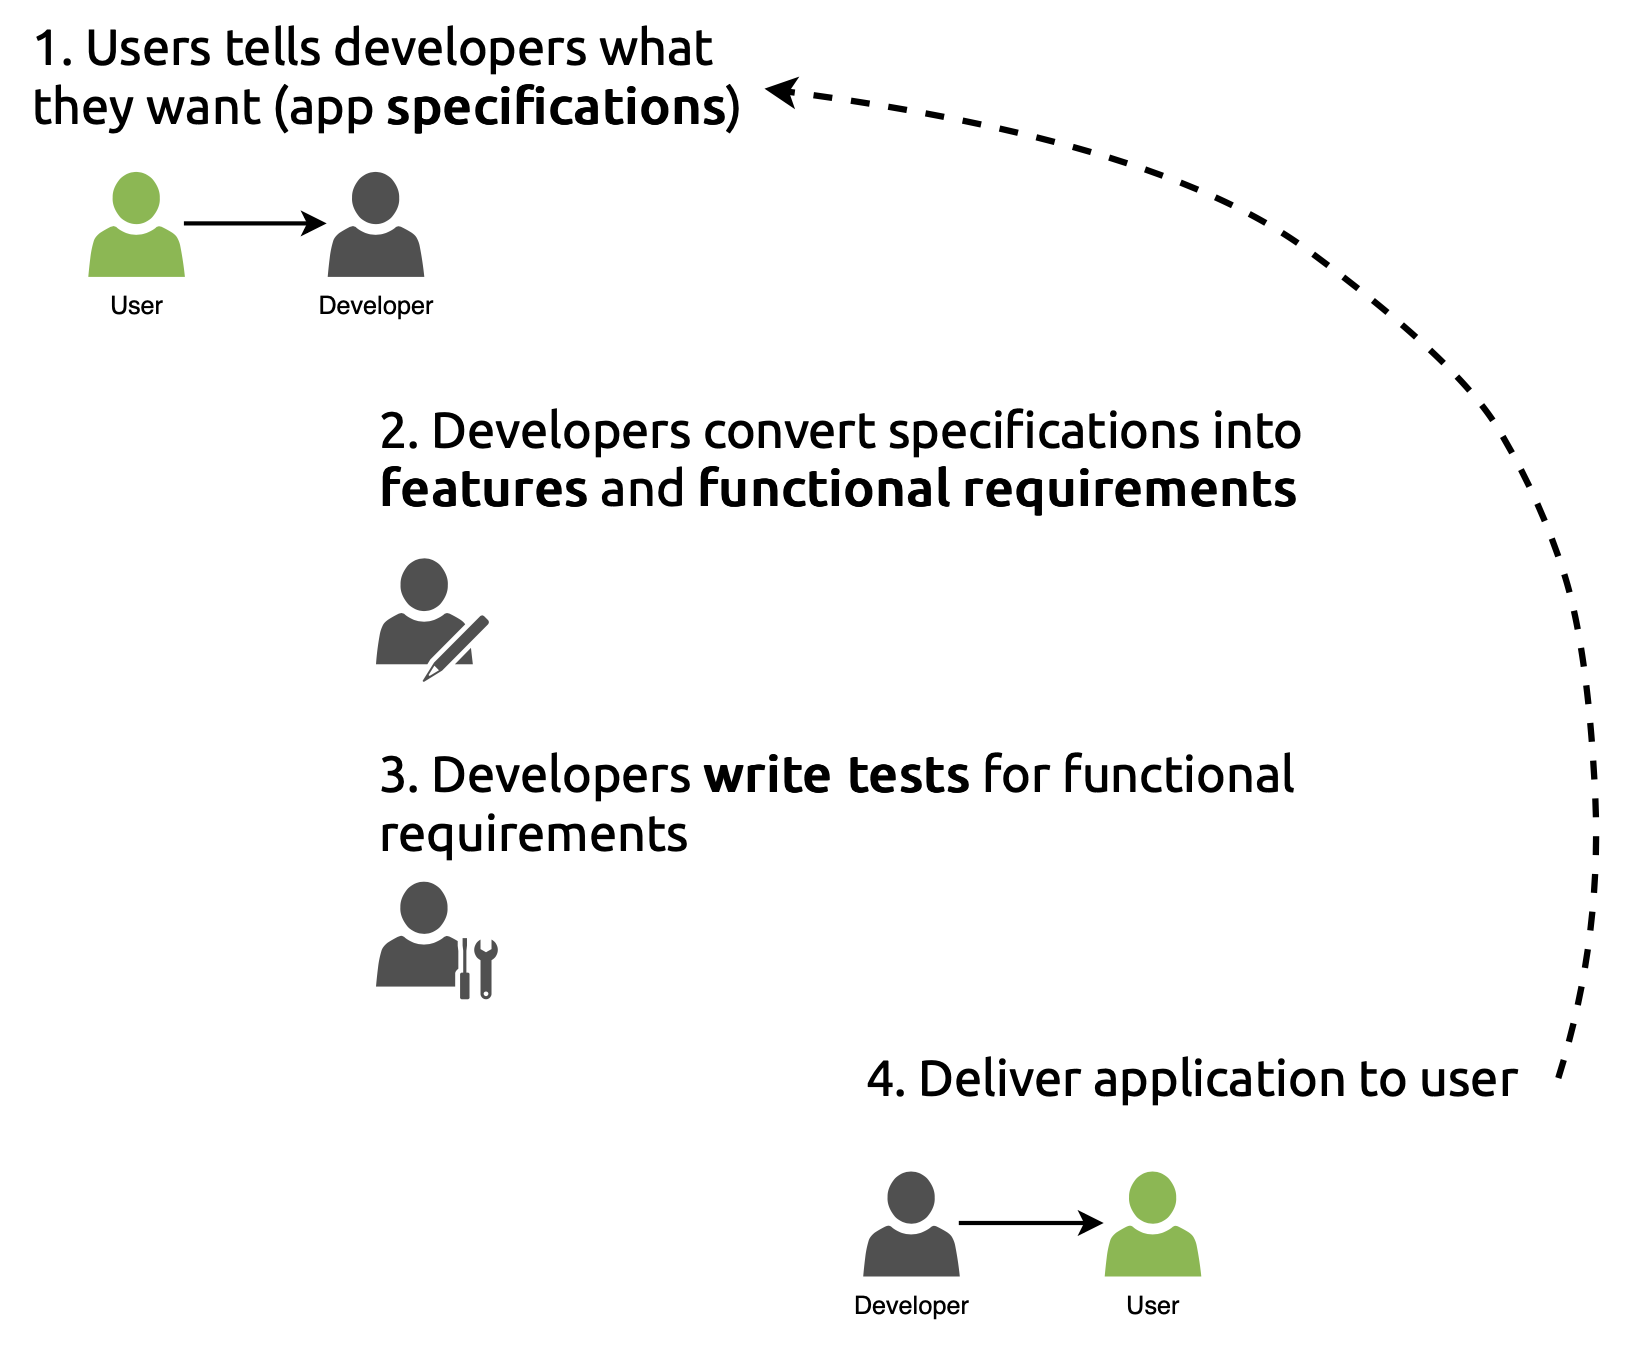 1. Users tells developers what
they want (app specifications)
User
Developer
2. Developers convert specifications into
features and functional requirements
3. Developers write tests for functional
requirements
4. Deliver application to user
Developer
User